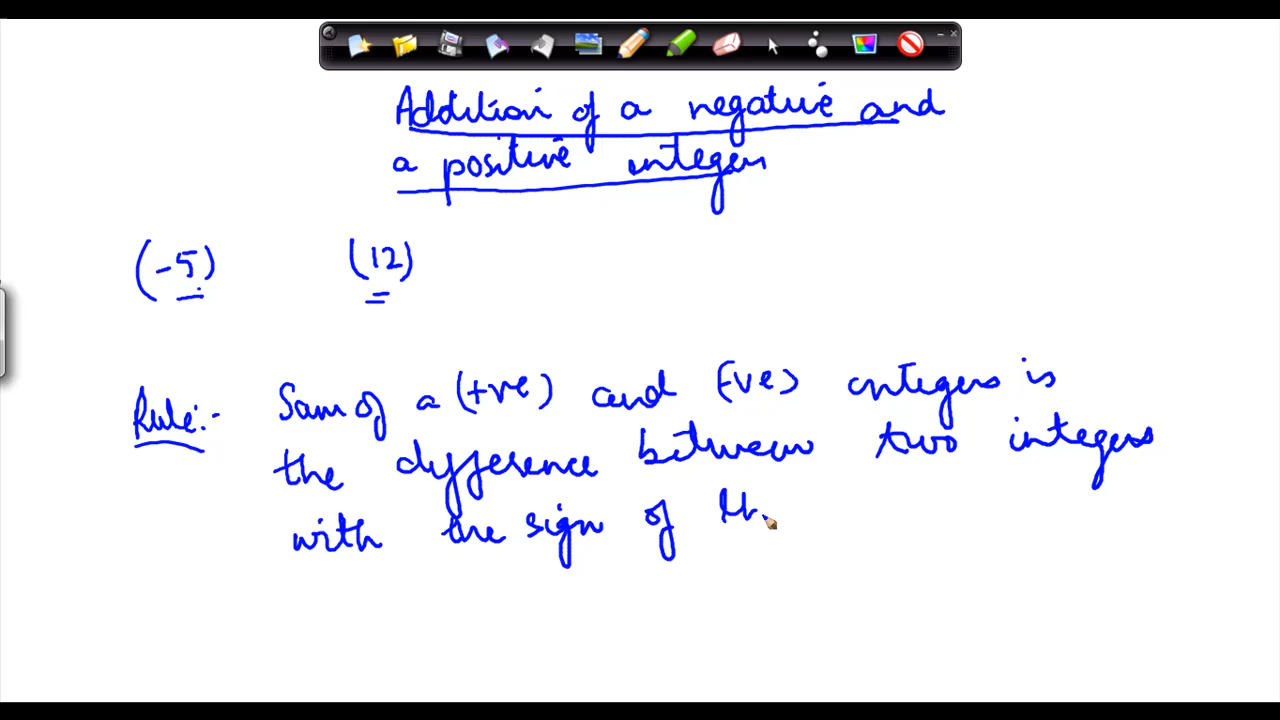 Addition of a negative and
a positive integer
(-5) (12)
Rule:- Sum of a (+ve) and (-ve) integers is
the difference between two integers
with the sign of th